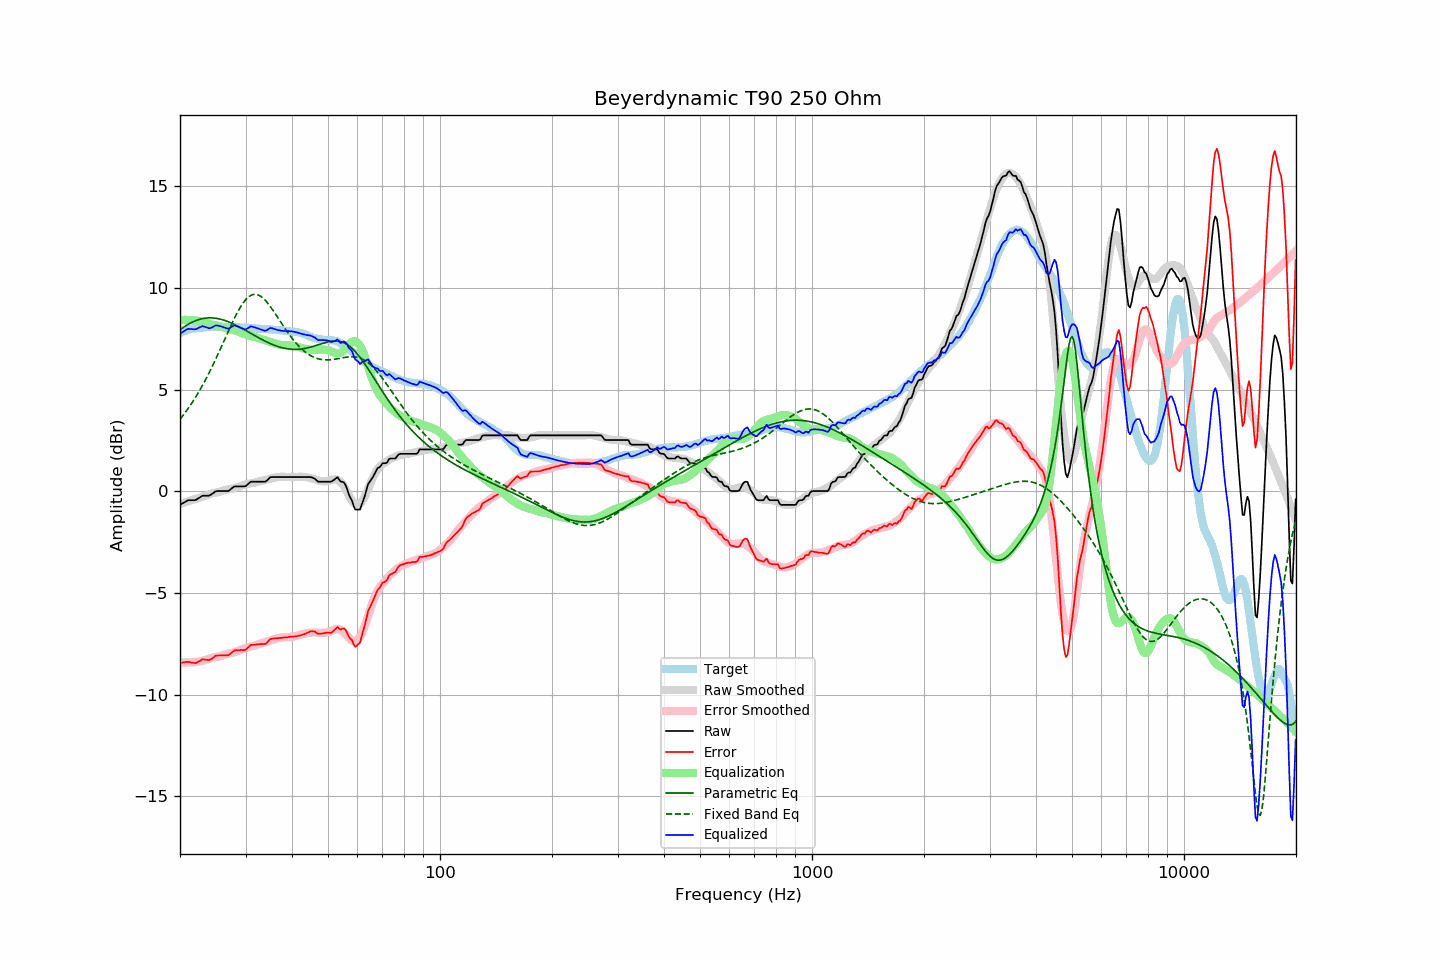 Beyerdynamic T90 250 Ohm
Amplitude (dBr)
15
10
5
0
−5
−10
−15
Target
Raw Smoothed
Error Smoothed
Raw
Error
Equalization
Parametric Eq
Fixed Band Eq
Equalized
100
1000
10000
Frequency (Hz)